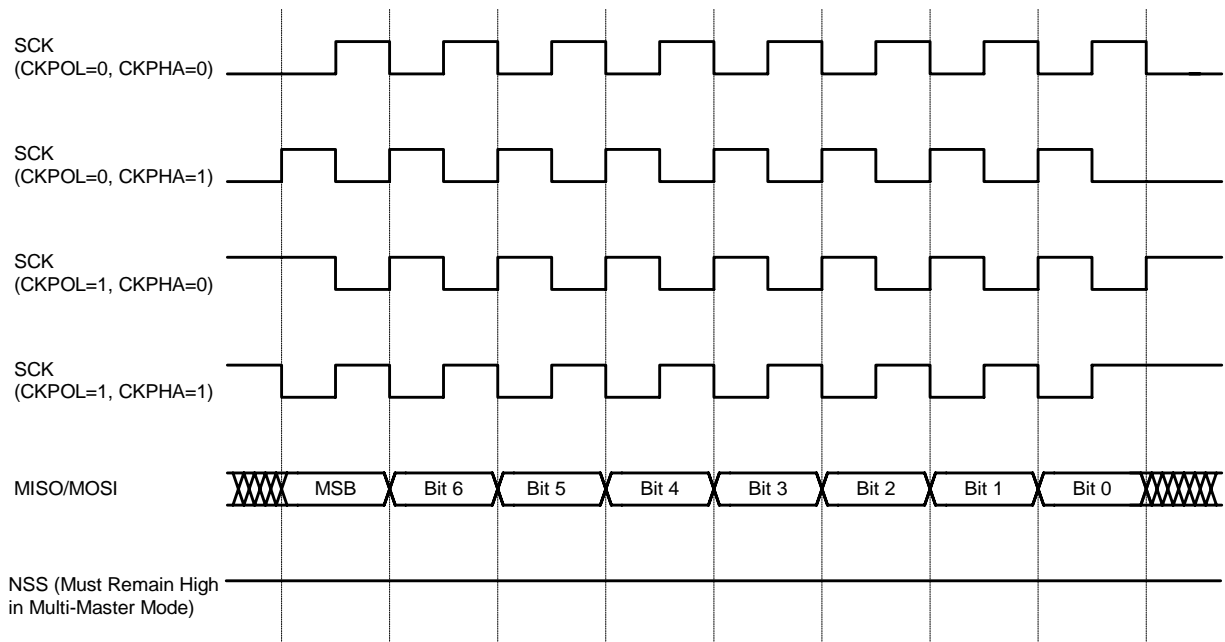 SCK
(CKPOL=0, CKPHA=0)
SCK
(CKPOL=0, CKPHA=1)
SCK
(CKPOL=1, CKPHA=0)
SCK
(CKPOL=1, CKPHA=1)
MISO/MOSI
MSB
Bit 6
Bit 5
Bit 4
Bit 3
Bit 2
Bit 1
Bit 0
NSS (Must Remain High
in Multi-Master Mode)